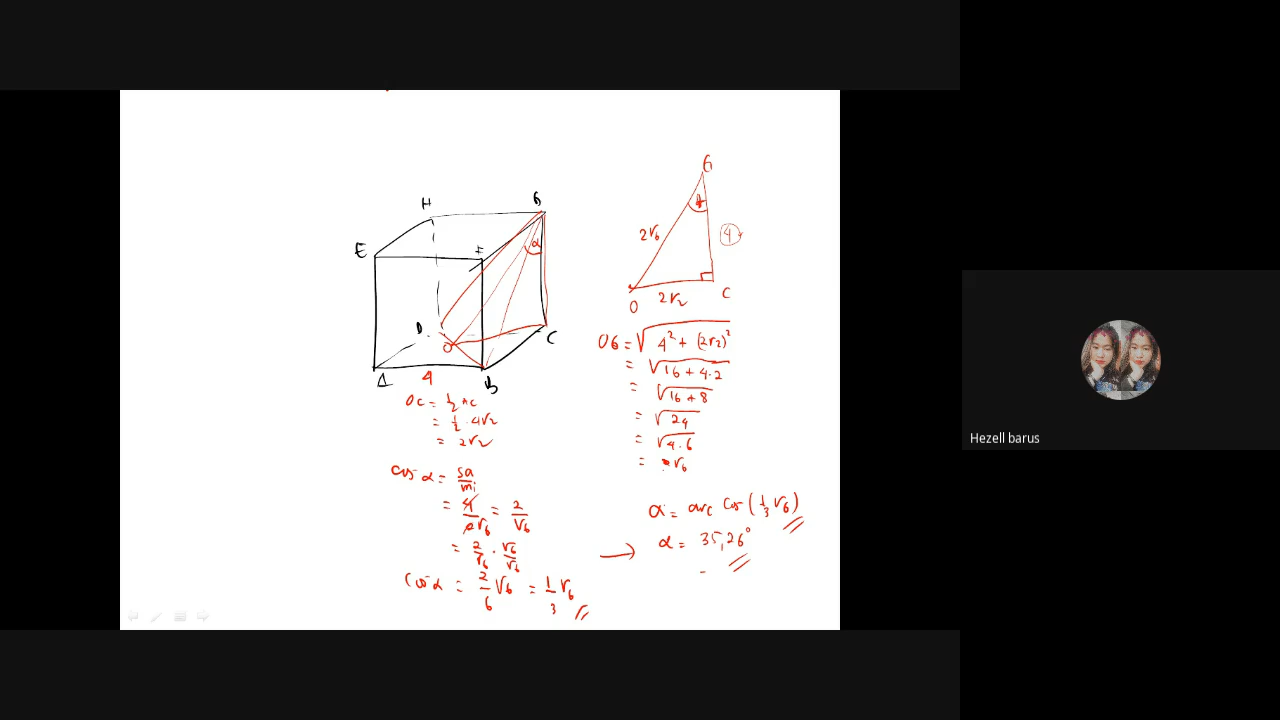 H
G
E
F
α
D
O
C
A
4
B
G
α
2√6
4
O
2√2
C
OC = ½ AC
= ½ · 4√2
= 2√2
cos α = sa/mi
= 4/2√6 = 2/√6
= 2/√6 · √6/√6
cos α = 2/6 √6 = 1/3 √6
OG = √(4² + (2√2)²)
= √(16 + 4.2)
= √(16 + 8)
= √24
= √(4.6)
= 2√6
α = arc cos (1/3 √6)
α = 35,26°
Hezell barus